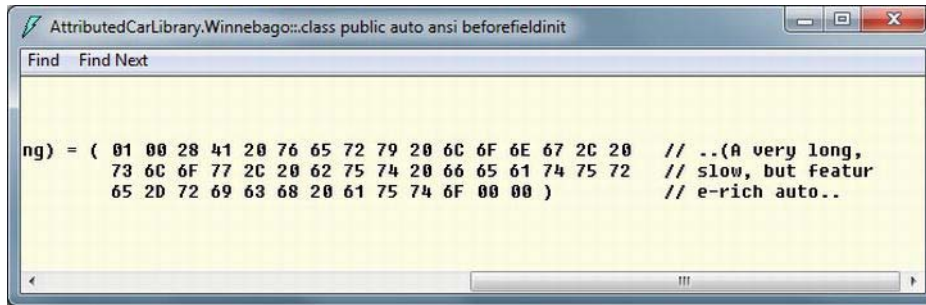 AttributedCarLibrary.Winnebago::.class public auto ansi beforefieldinit
Find Find Next
ng) = ( 01 00 28 41 20 76 65 72 79 20 6C 6F 6E 67 2C 20 // ..(A very long,
73 6C 6F 77 2C 20 62 75 74 20 66 65 61 74 75 72 // slow, but featur
65 2D 72 69 63 68 20 61 75 74 6F 00 00 ) // e-rich auto..